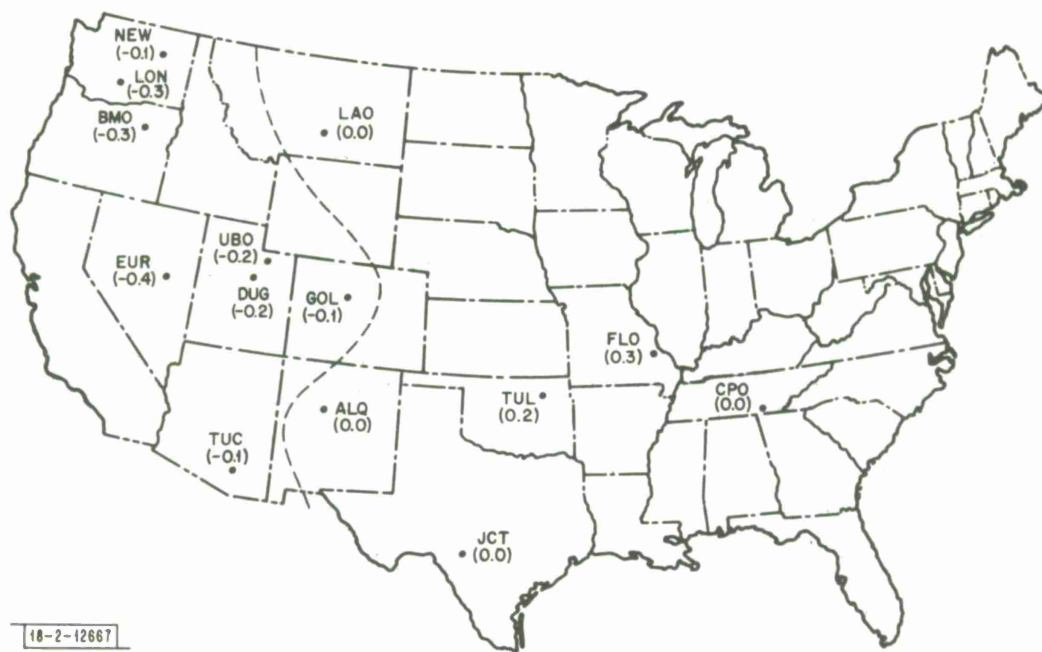 NEW
(-0.1)
LON
(-0.3)
BMO
(-0.3)
LAO
(0.0)
UBO
(-0.2)
EUR
(-0.4)
DUG
(-0.2)
GOL
(-0.1)
FLO
(0.3)
TUL
(0.2)
CPO
(0.0)
ALQ
(0.0)
TUC
(-0.1)
JCT
(0.0)
18-2-12667